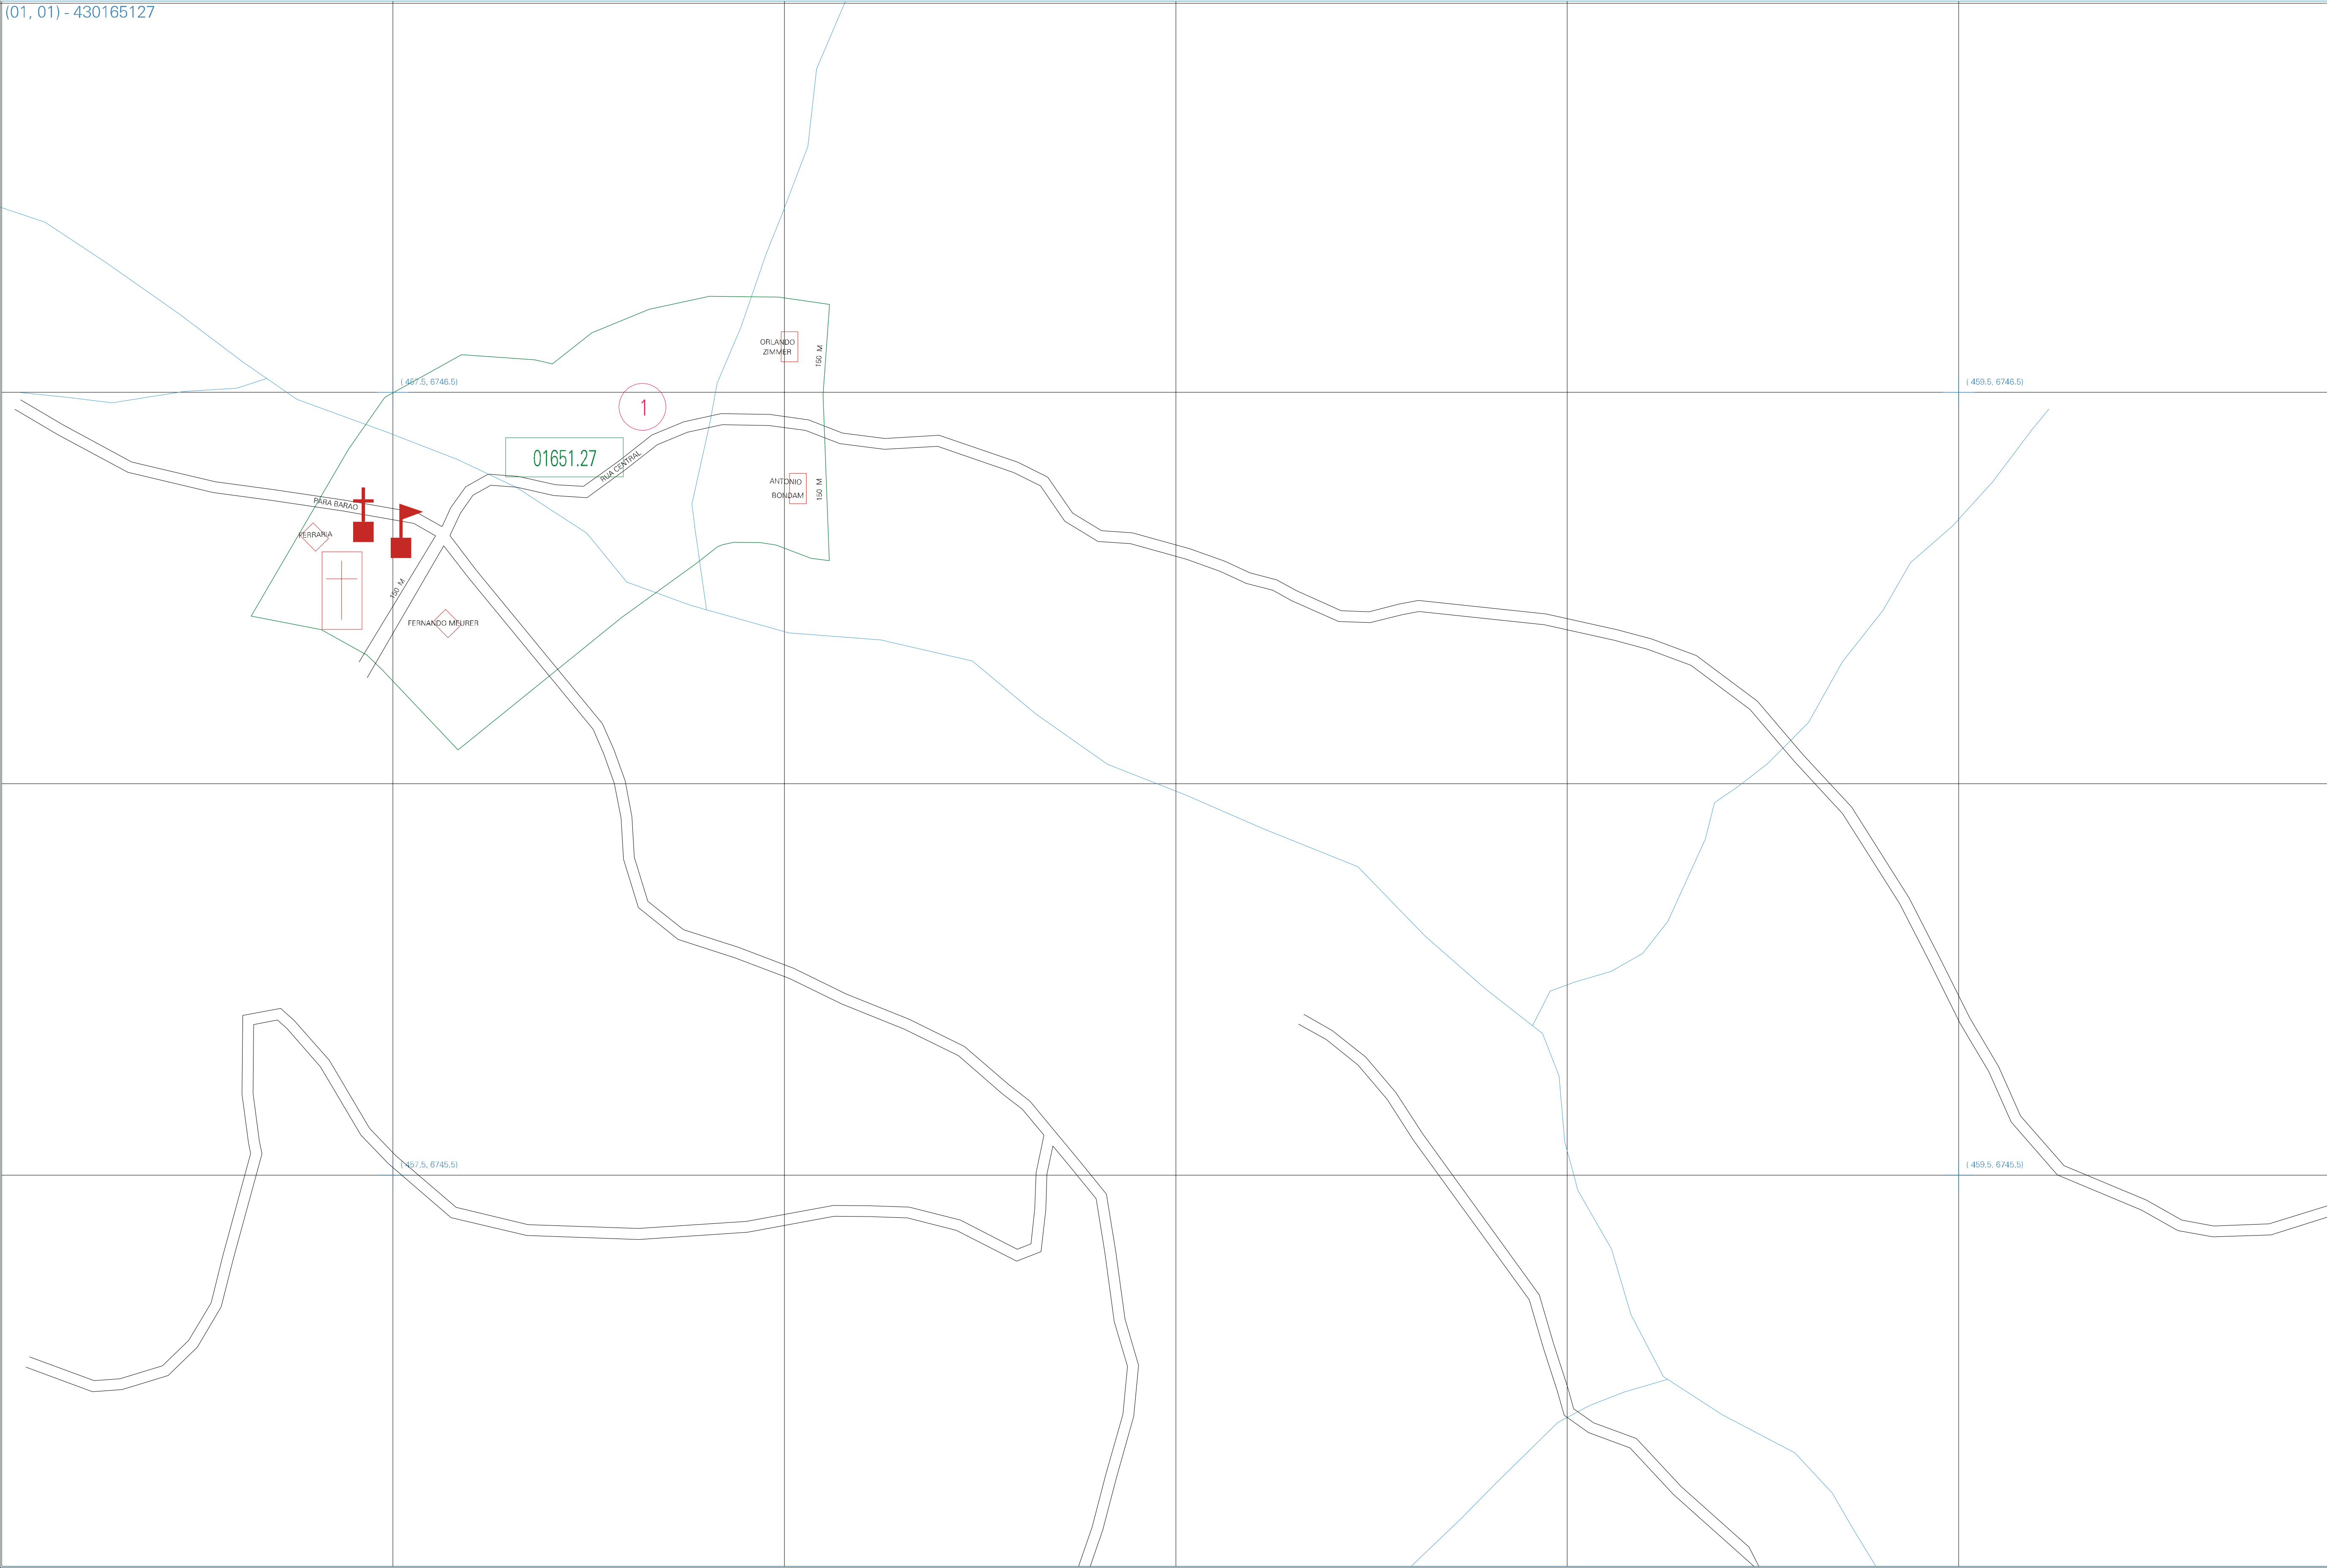 (01, 01) - 430165127
ORLANDO
ZIMMER
150 M
( 457.5, 6746.5)
( 459.5, 6746.5)
1
01651.27
RUA CENTRAL
ANTONIO
BONDAM
150 M
PARA BARAO
FERRARIA
150 M
FERNANDO MEURER
( 457.5, 6745.5)
( 459.5, 6745.5)